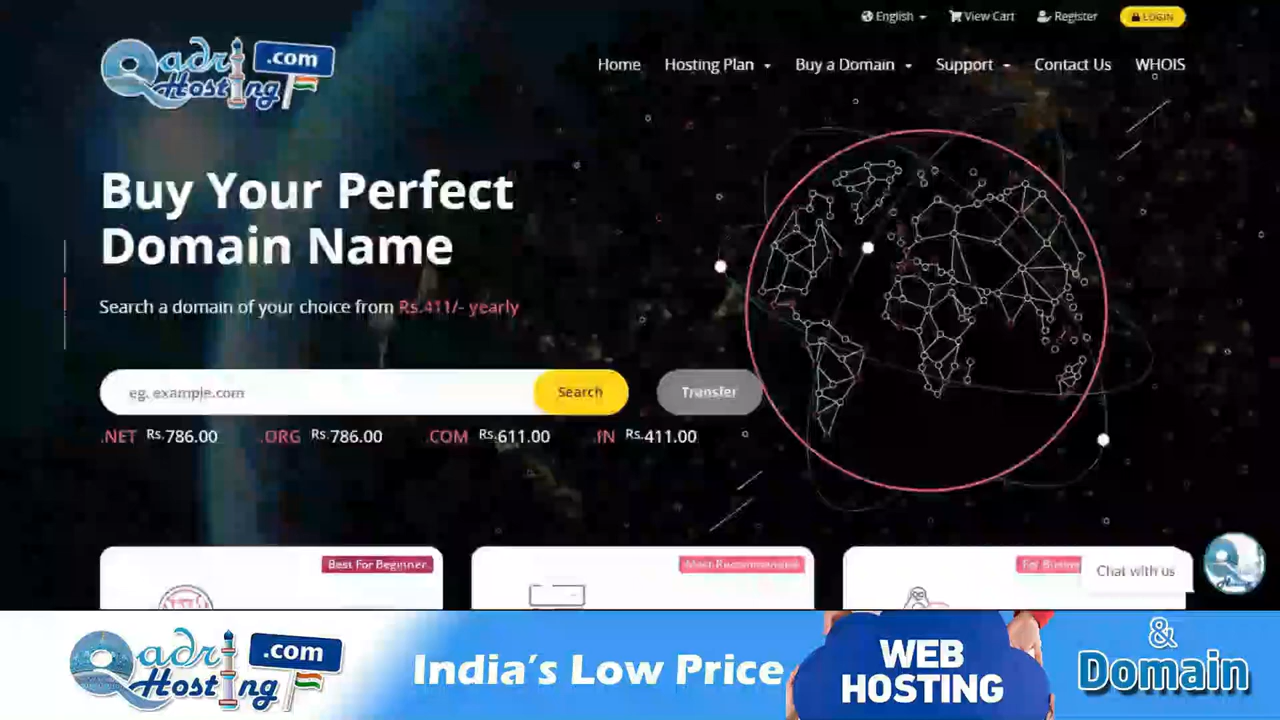 English
View Cart
Register
LOGIN
Qadri Hosting .com
Home
Hosting Plan
Buy a Domain
Support
Contact Us
WHOIS
Buy Your Perfect
Domain Name
Search a domain of your choice from Rs.411/- yearly
eg. example.com
Search
Transfer
.NET Rs.786.00
.ORG Rs.786.00
.COM Rs.611.00
.IN Rs.411.00
Best For Beginner
Most Recommended
Chat with us
Qadri Hosting .com
India's Low Price
WEB
HOSTING
&
Domain